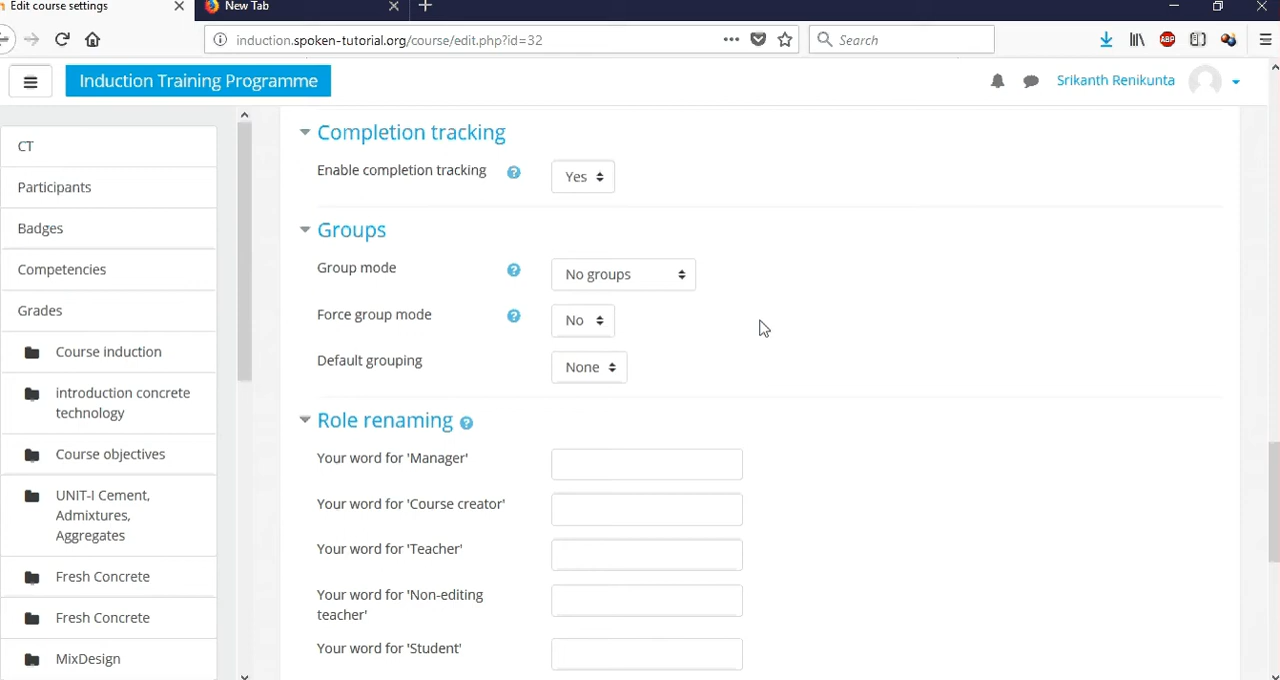 Edit course settings
New Tab
induction.spoken-tutorial.org/course/edit.php?id=32
Search
ABP
Induction Training Programme
Srikanth Renikunta
CT
Participants
Badges
Competencies
Grades
Course induction
introduction concrete
technology
Course objectives
UNIT-I Cement,
Admixtures,
Aggregates
Fresh Concrete
Fresh Concrete
MixDesign
Completion tracking
Enable completion tracking ? Yes
Groups
Group mode ? No groups
Force group mode ? No
Default grouping None
Role renaming ?
Your word for 'Manager'
Your word for 'Course creator'
Your word for 'Teacher'
Your word for 'Non-editing
teacher'
Your word for 'Student'